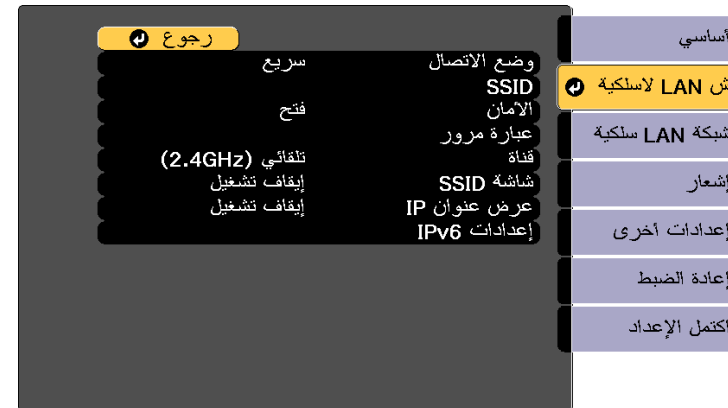 رجوع
وضع الاتصال سريع
SSID
الأمان فتح
عبارة مرور
قناة تلقائي (2.4GHz)
شاشة SSID إيقاف تشغيل
عرض عنوان IP إيقاف تشغيل
إعدادات IPv6
أساسي
ش LAN لاسلكية
شبكة LAN سلكية
إشعار
إعدادات أخرى
إعادة الضبط
اكتمل الإعداد